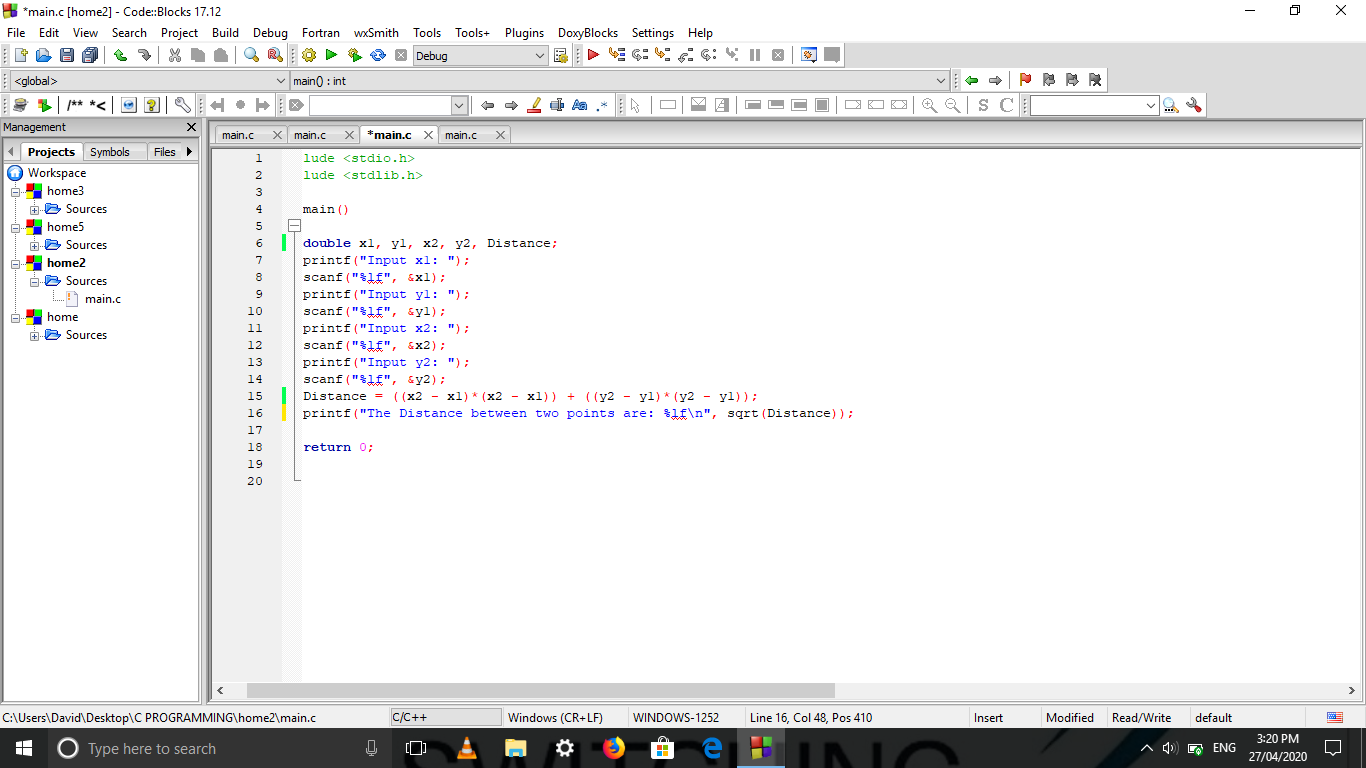 *main.c [home2] - Code::Blocks 17.12
File Edit View Search Project Build Debug Fortran wxSmith Tools Tools+ Plugins DoxyBlocks Settings Help
Debug
<global> main() : int
/** *< Aa .* S C
Management
Projects Symbols Files
Workspace
home3
Sources
home5
Sources
home2
Sources
main.c
home
Sources
main.c main.c *main.c main.c
1 lude <stdio.h>
2 lude <stdlib.h>
3
4 main()
5
6 double x1, y1, x2, y2, Distance;
7 printf("Input x1: ");
8 scanf("%lf", &x1);
9 printf("Input y1: ");
10 scanf("%lf", &y1);
11 printf("Input x2: ");
12 scanf("%lf", &x2);
13 printf("Input y2: ");
14 scanf("%lf", &y2);
15 Distance = ((x2 - x1)*(x2 - x1)) + ((y2 - y1)*(y2 - y1));
16 printf("The Distance between two points are: %lf\n", sqrt(Distance));
17
18 return 0;
19
20
C:\Users\David\Desktop\C PROGRAMMING\home2\main.c C/C++ Windows (CR+LF) WINDOWS-1252 Line 16, Col 48, Pos 410 Insert Modified Read/Write default
Type here to search
ENG
3:20 PM
27/04/2020